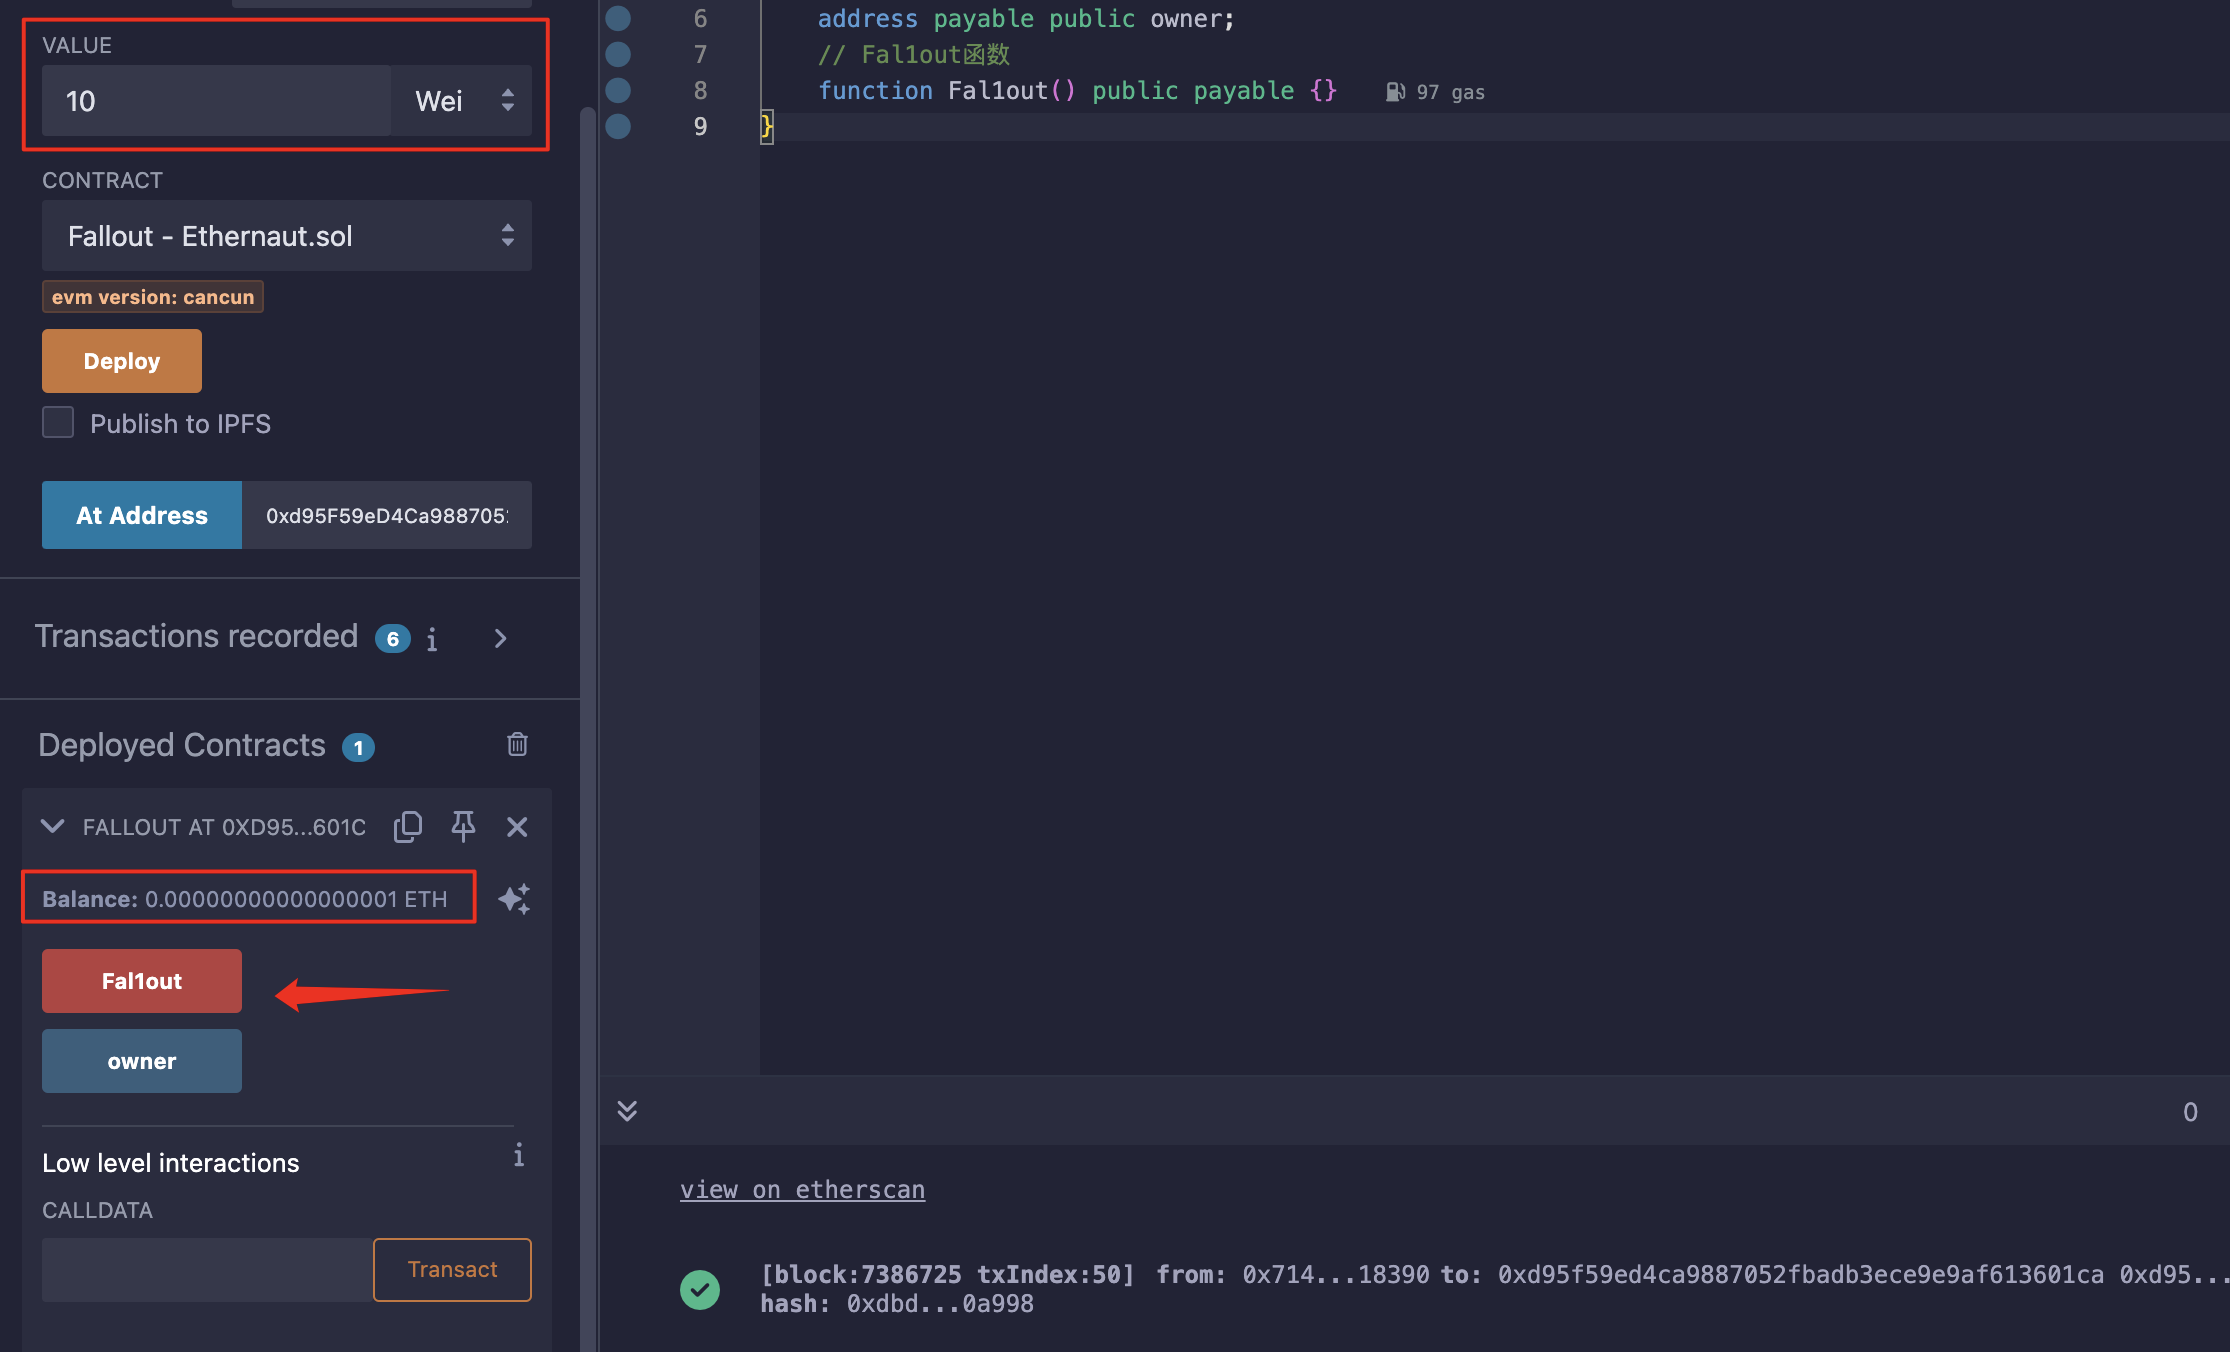 VALUE
10
Wei
CONTRACT
Fallout - Ethernaut.sol
evm version: cancun
Deploy
Publish to IPFS
At Address
0xd95F59eD4Ca988705
Transactions recorded 6 i
Deployed Contracts 1
FALLOUT AT 0XD95...601C
Balance: 0.00000000000000001 ETH
Fal1out
owner
Low level interactions
i
CALLDATA
Transact
6 address payable public owner;
7 // Fal1out函数
8 function Fal1out() public payable {} 97 gas
9 }
0
view on etherscan
[block:7386725 txIndex:50] from: 0x714...18390 to: 0xd95f59ed4ca9887052fbadb3ece9e9af613601ca 0xd95...
hash: 0xdbd...0a998